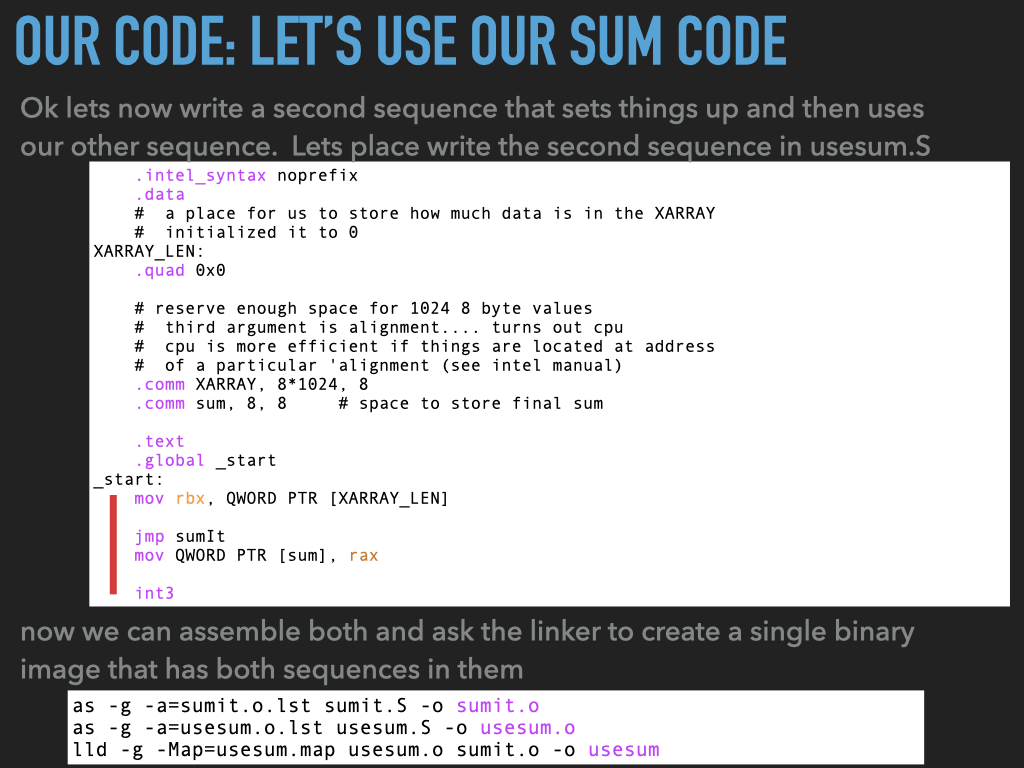 OUR CODE: LET'S USE OUR SUM CODE
Ok lets now write a second sequence that sets things up and then uses
our other sequence.  Lets place write the second sequence in usesum.S
    .intel_syntax noprefix
    .data
    #  a place for us to store how much data is in the XARRAY
    #  initialized it to 0
XARRAY_LEN:
    .quad 0x0
    # reserve enough space for 1024 8 byte values
    #  third argument is alignment.... turns out cpu
    #  cpu is more efficient if things are located at address
    #  of a particular 'alignment (see intel manual)
    .comm XARRAY, 8*1024, 8
    .comm sum, 8, 8     # space to store final sum
    .text
    .global _start
_start:
    mov rbx, QWORD PTR [XARRAY_LEN]
    jmp sumIt
    mov QWORD PTR [sum], rax
    int3
now we can assemble both and ask the linker to create a single binary
image that has both sequences in them
as -g -a=sumit.o.lst sumit.S -o sumit.o
as -g -a=usesum.o.lst usesum.S -o usesum.o
lld -g -Map=usesum.map usesum.o sumit.o -o usesum